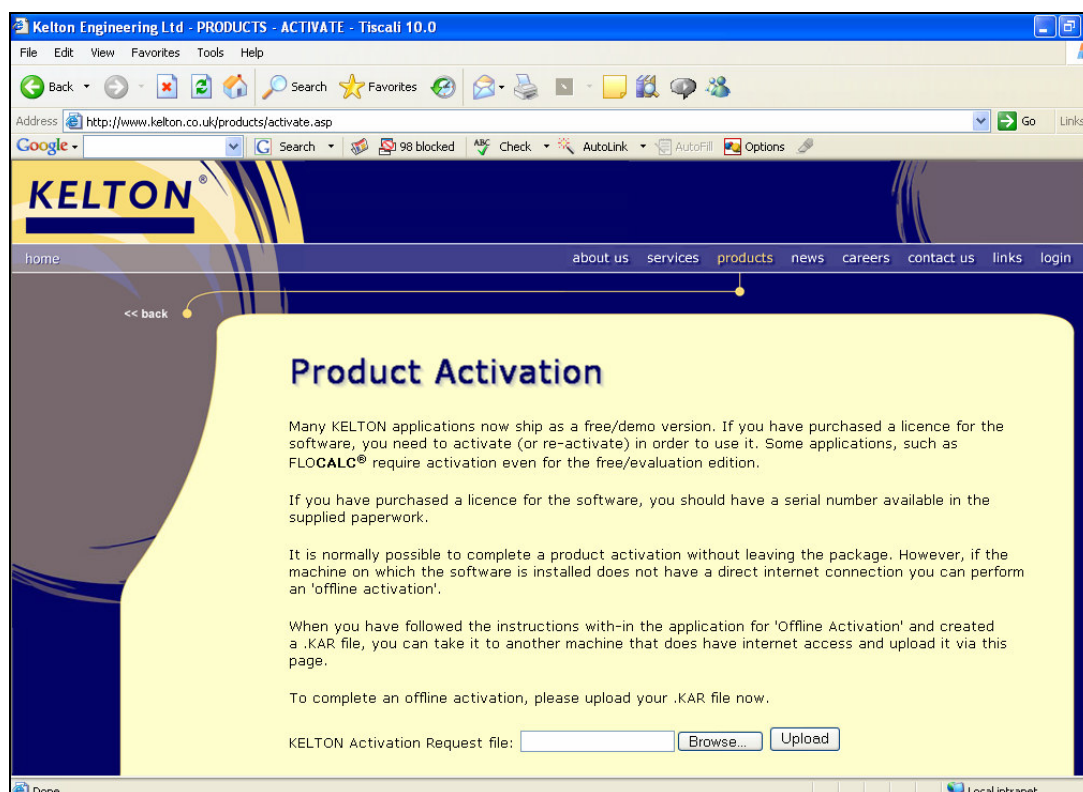 Kelton Engineering Ltd - PRODUCTS - ACTIVATE - Tiscali 10.0
File Edit View Favorites Tools Help
Back Search Favorites
Address http://www.kelton.co.uk/products/activate.asp Go Links
Google Search 98 blocked ABC Check AutoLink AutoFill Options
KELTON®
home about us services products news careers contact us links login
<< back
Product Activation
Many KELTON applications now ship as a free/demo version. If you have purchased a licence for the
software, you need to activate (or re-activate) in order to use it. Some applications, such as
FLOCALC® require activation even for the free/evaluation edition.
If you have purchased a licence for the software, you should have a serial number available in the
supplied paperwork.
It is normally possible to complete a product activation without leaving the package. However, if the
machine on which the software is installed does not have a direct internet connection you can perform
an 'offline activation'.
When you have followed the instructions with-in the application for 'Offline Activation' and created
a .KAR file, you can take it to another machine that does have internet access and upload it via this
page.
To complete an offline activation, please upload your .KAR file now.
KELTON Activation Request file: Browse... Upload
Done Local intranet